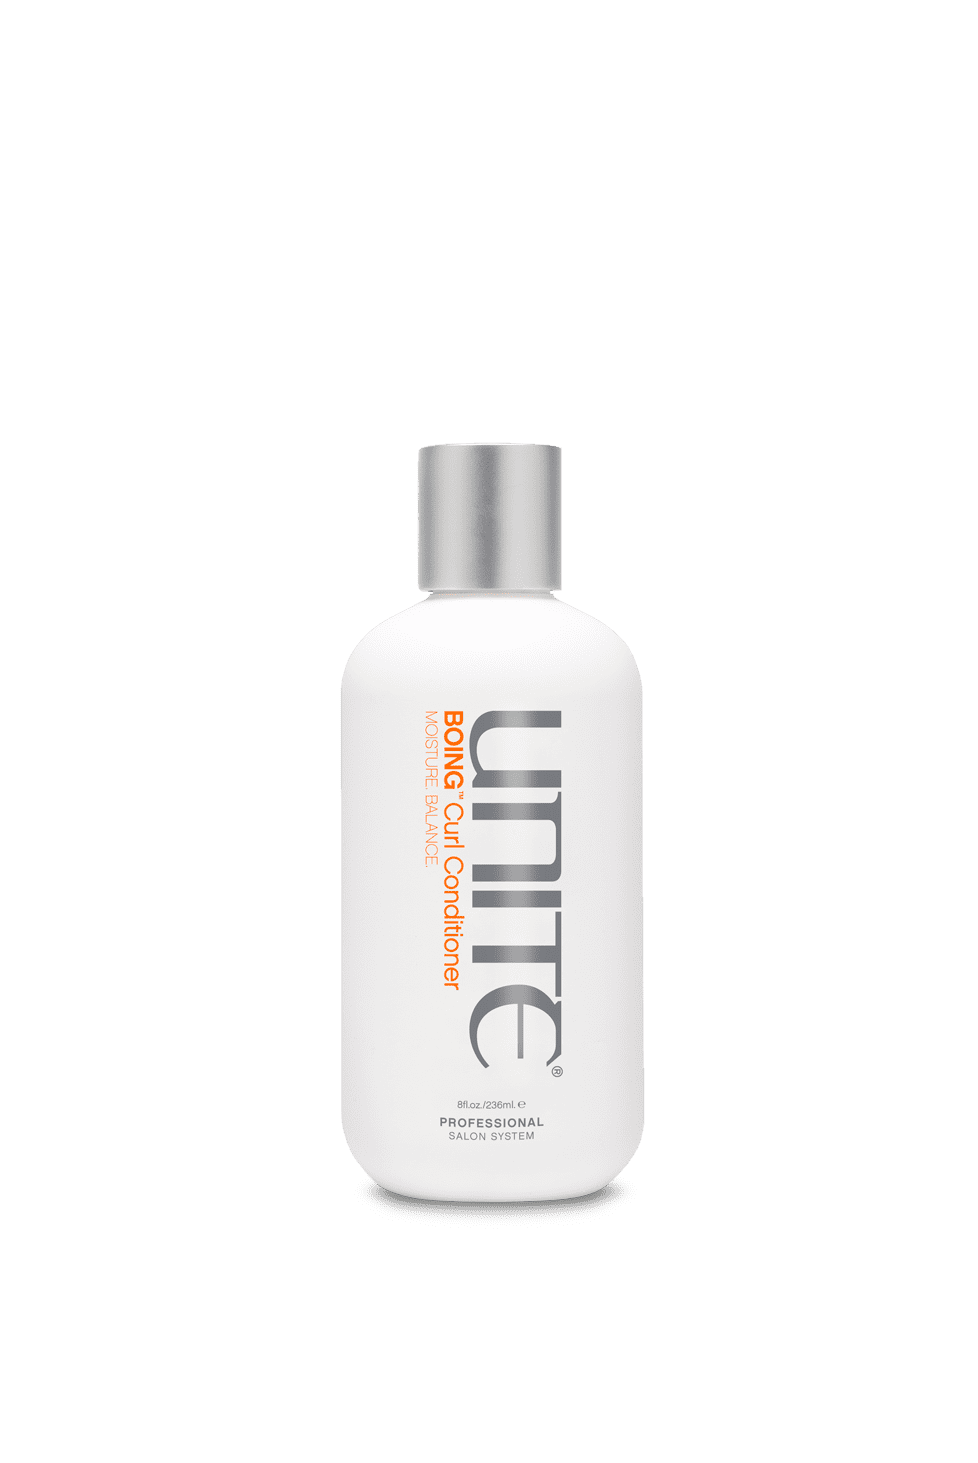 UNITE®
BOING™ Curl Conditioner
MOISTURE. BALANCE.
8fl.oz./236ml. ℮
PROFESSIONAL
SALON SYSTEM